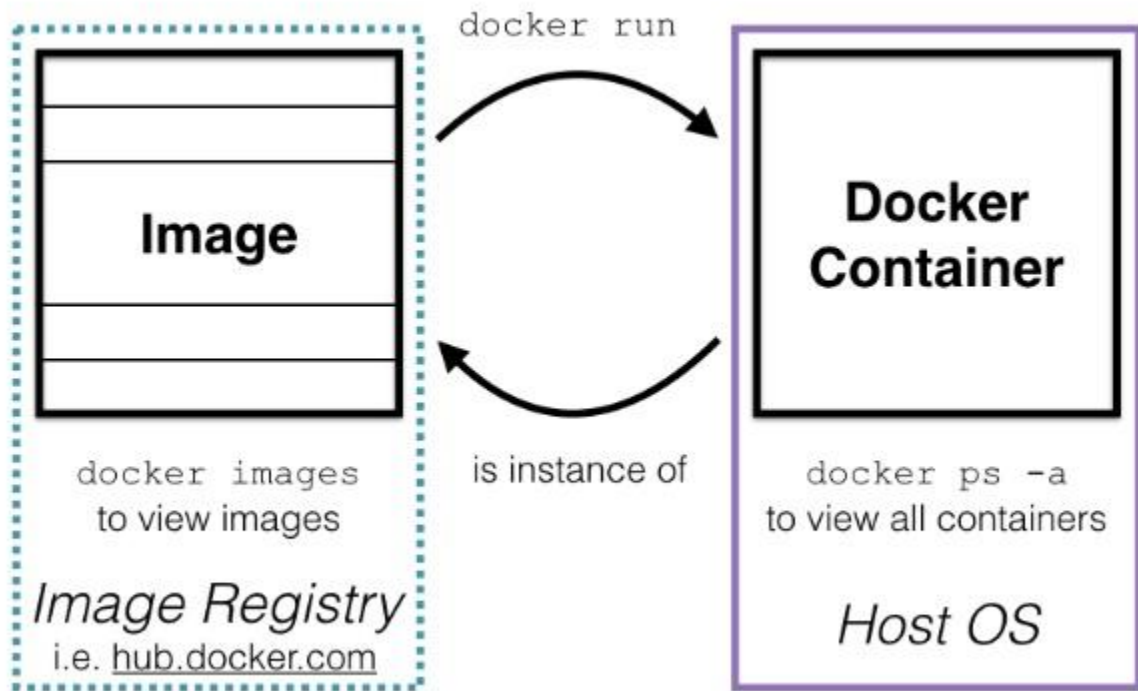 docker run
Image
Docker
Container
docker images
to view images
is instance of
docker ps -a
to view all containers
Image Registry
i.e. hub.docker.com
Host OS